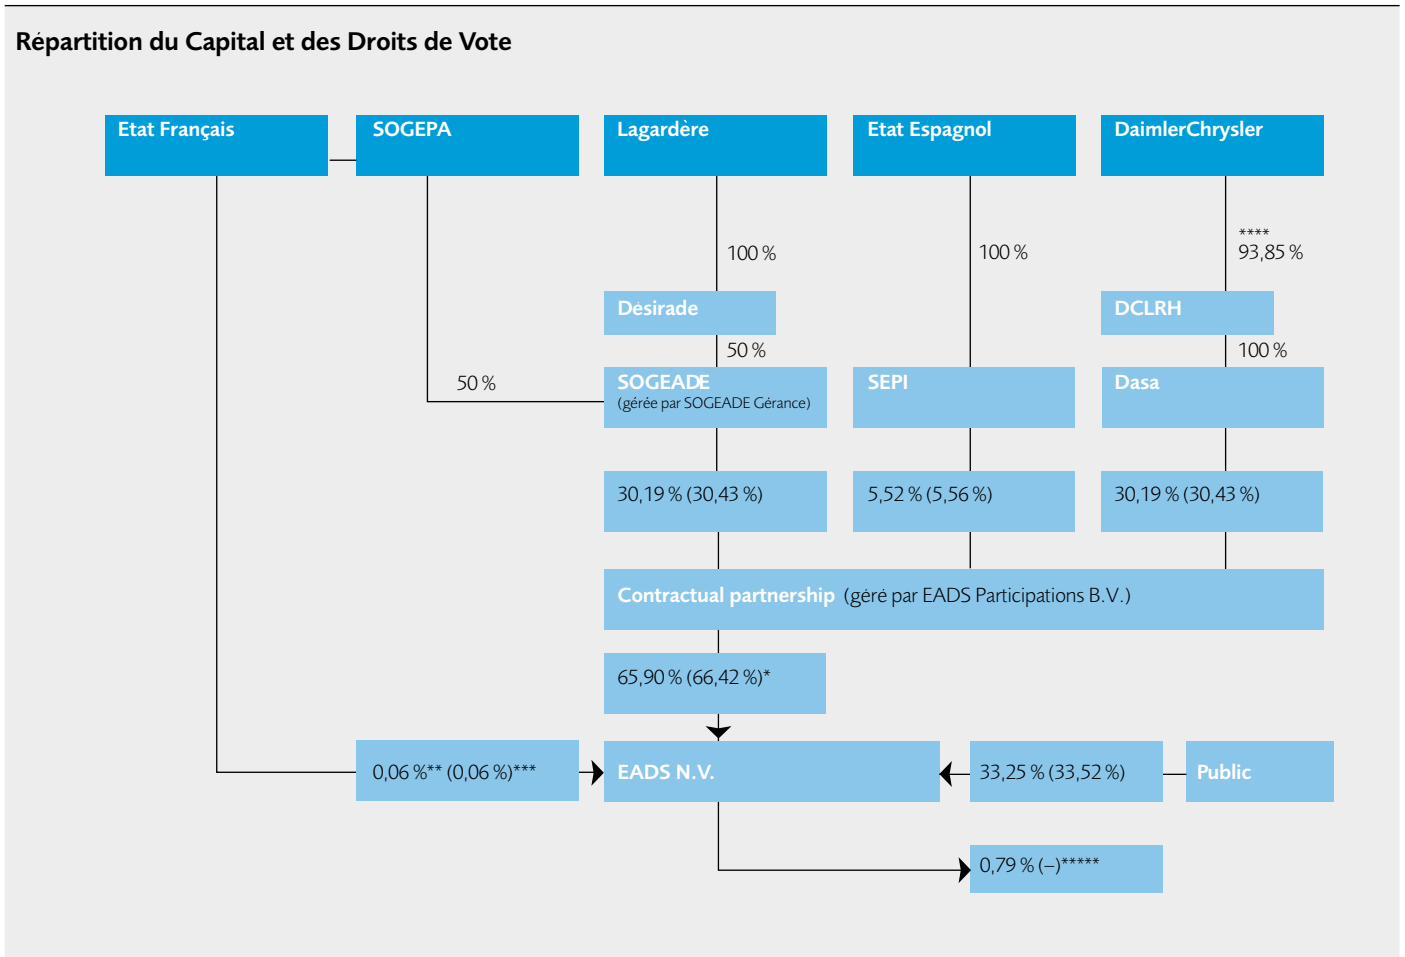 Répartition du Capital et des Droits de Vote
Etat Français
SOGEPA
Lagardère
Etat Espagnol
DaimlerChrysler
100 %
100 %
****
93,85 %
Désirade
DCLRH
50 %
100 %
50 %
SOGEADE
(gérée par SOGEADE Gérance)
SEPI
Dasa
30,19 % (30,43 %)
5,52 % (5,56 %)
30,19 % (30,43 %)
Contractual partnership (géré par EADS Participations B.V.)
65,90 % (66,42 %)*
0,06 %** (0,06 %)***
EADS N.V.
33,25 % (33,52 %)
Public
0,79 % (–)*****